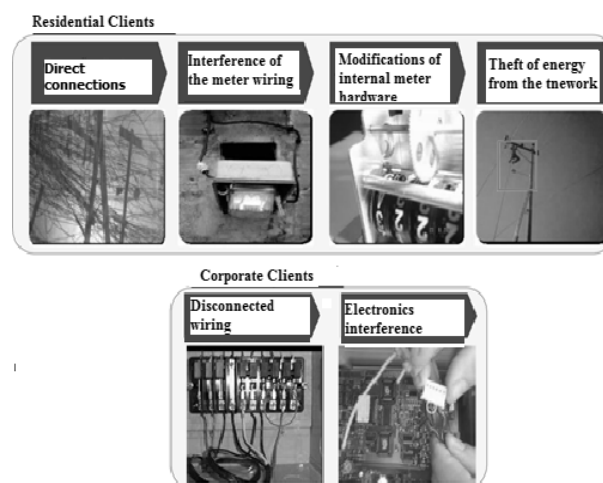 Residential Clients
Direct
connections
Interference of
the meter wiring
Modifications of
internal meter
hardware
Theft of energy
from the tnework
Corporate Clients
Disconnected
wiring
Electronics
interference